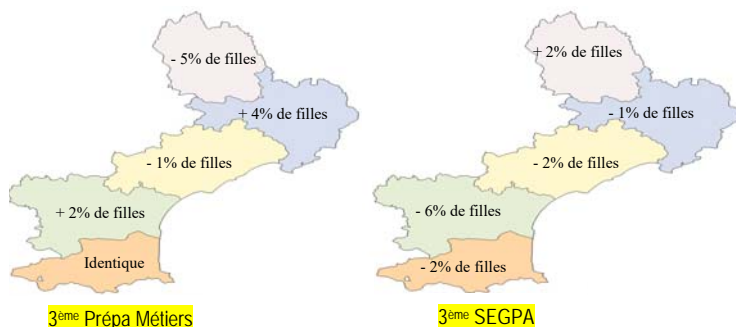 - 5% de filles
+ 4% de filles
- 1% de filles
+ 2% de filles
Identique
3ème Prépa Métiers
+ 2% de filles
- 1% de filles
- 2% de filles
- 6% de filles
- 2% de filles
3ème SEGPA